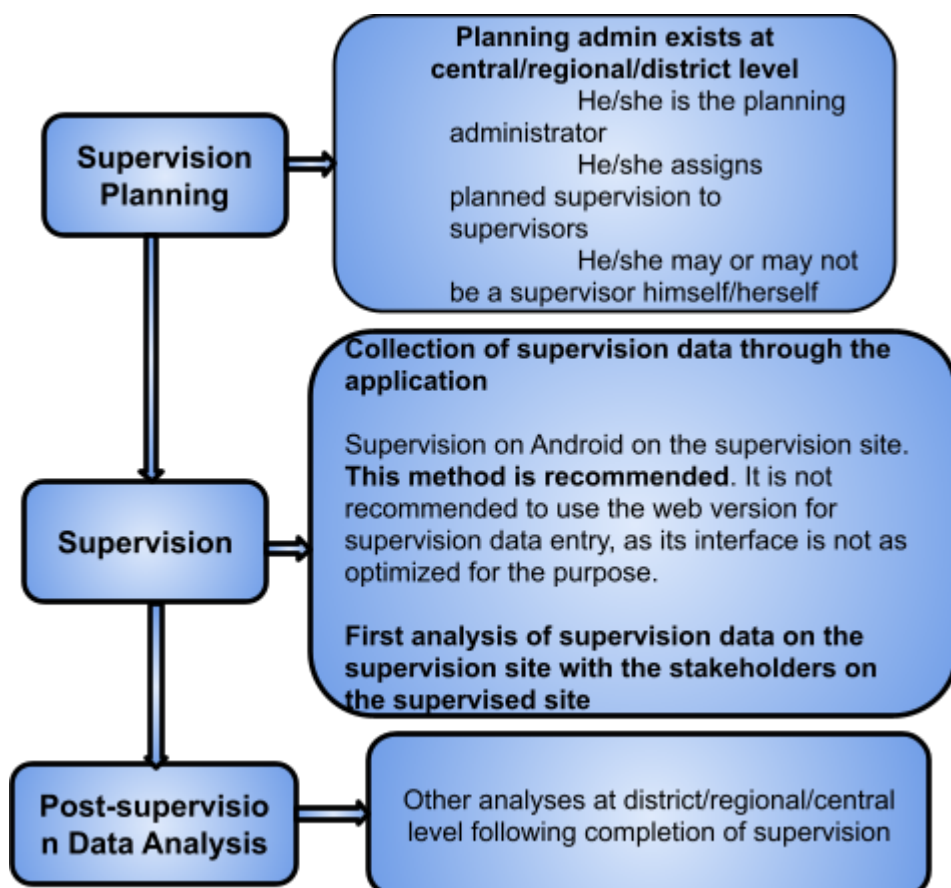 Planning admin exists at
central/regional/district level
He/she is the planning
administrator
He/she assigns
planned supervision to
supervisors
He/she may or may not
be a supervisor himself/herself
Supervision
Planning
Collection of supervision data through the
application
Supervision on Android on the supervision site.
This method is recommended. It is not
recommended to use the web version for
supervision data entry, as its interface is not as
optimized for the purpose.
First analysis of supervision data on the
supervision site with the stakeholders on
the supervised site
Supervision
Post-supervisio
n Data Analysis
Other analyses at district/regional/central
level following completion of supervision